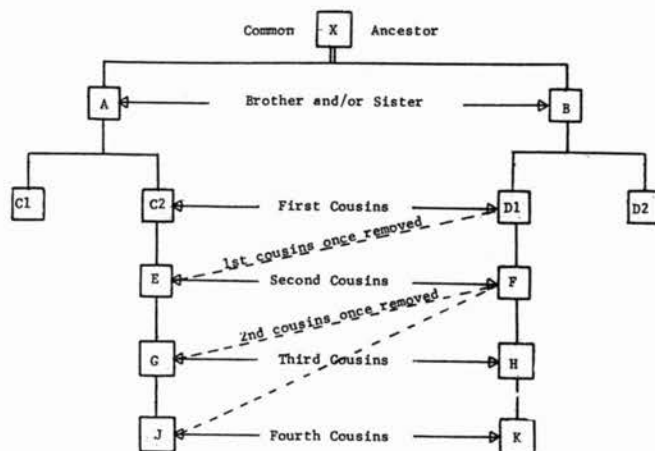 Common X Ancestor
A Brother and/or Sister B
C1 C2 First Cousins D1 D2
1st cousins once removed
E Second Cousins F
2nd cousins once removed
G Third Cousins H
J Fourth Cousins K